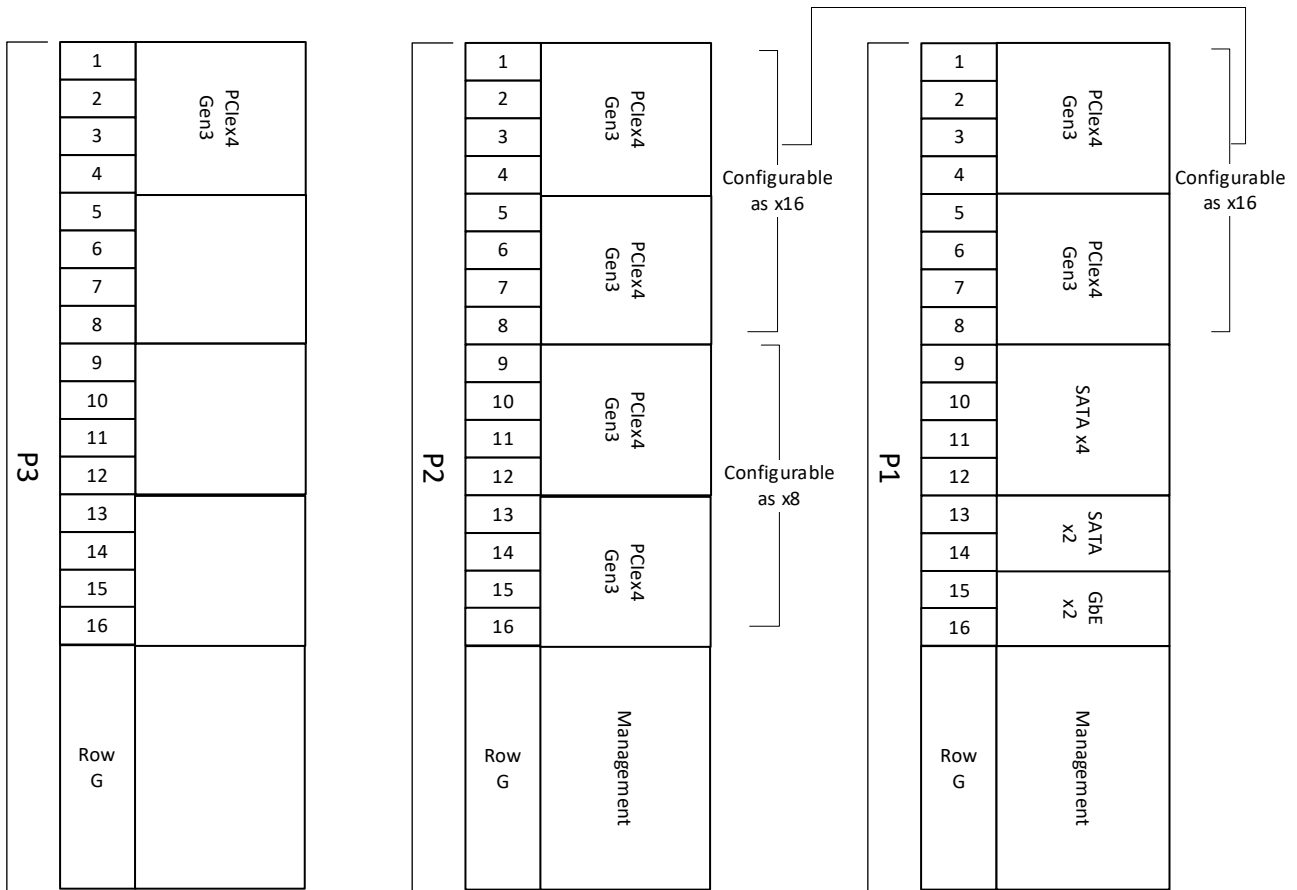 P3
1
2
3
4
5
6
7
8
9
10
11
12
13
14
15
16
Row
G
PCIex4
Gen3
P2
1
2
3
4
5
6
7
8
9
10
11
12
13
14
15
16
Row
G
PCIex4
Gen3
PCIex4
Gen3
PCIex4
Gen3
PCIex4
Gen3
Management
Configurable
as x16
Configurable
as x8
P1
1
2
3
4
5
6
7
8
9
10
11
12
13
14
15
16
Row
G
PCIex4
Gen3
PCIex4
Gen3
SATA x4
SATA
x2
GbE
x2
Management
Configurable
as x16